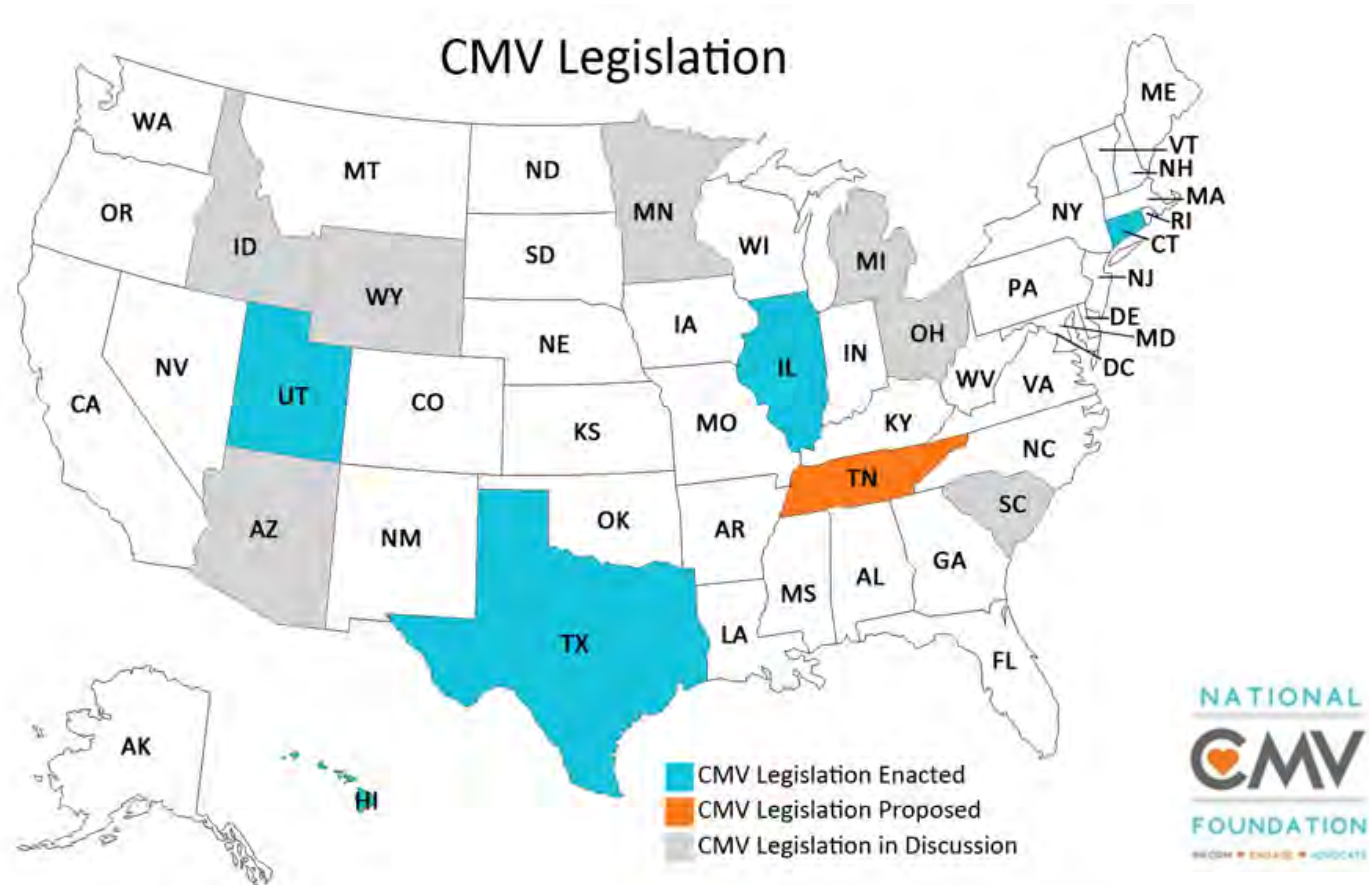 CMV Legislation
WA
MT
ND
MN
OR
ID
WY
SD
WI
MI
NY
ME
VT
NH
MA
RI
CT
NJ
PA
DE
MD
DC
NV
UT
CA
CO
NE
IA
IL
IN
OH
WV
VA
KS
MO
KY
NC
TN
SC
AZ
NM
OK
AR
MS
AL
GA
TX
LA
FL
AK
HI
CMV Legislation Enacted
CMV Legislation Proposed
CMV Legislation in Discussion
NATIONAL
CMV
FOUNDATION
INFORM ENGAGE ADVOCATE